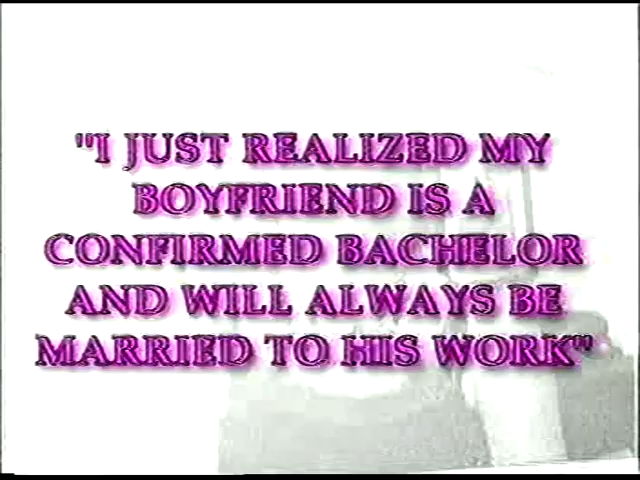 "I JUST REALIZED MY
BOYFRIEND IS A
CONFIRMED BACHELOR
AND WILL ALWAYS BE
MARRIED TO HIS WORK"